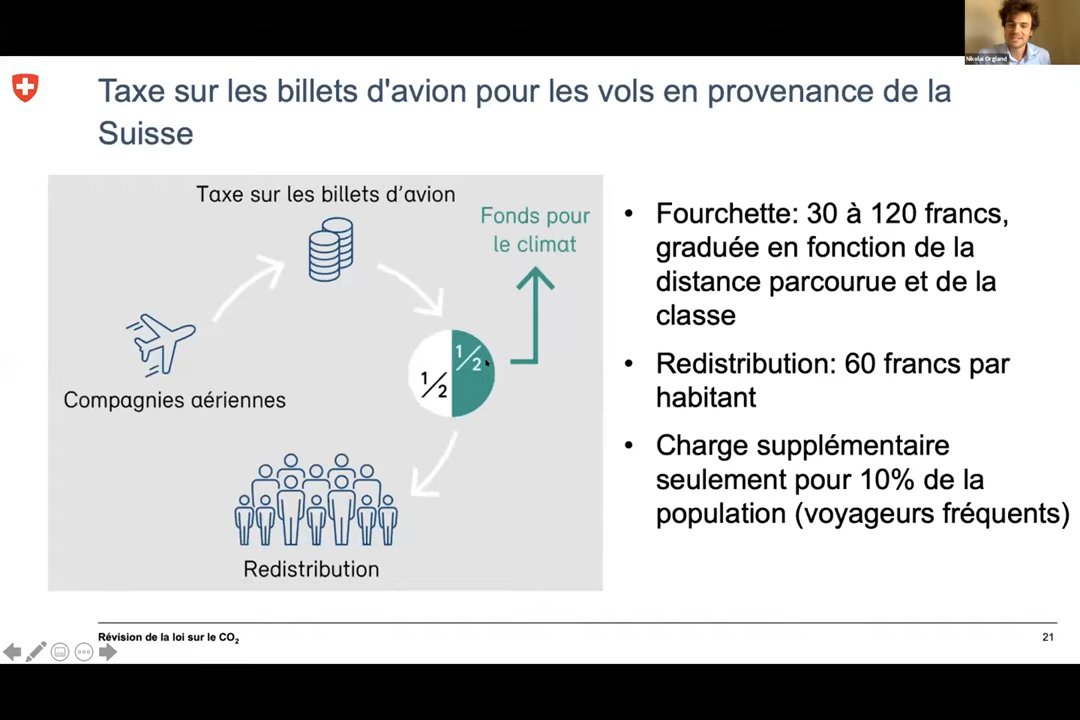 Nikolai Orgland
Taxe sur les billets d'avion pour les vols en provenance de la
Suisse
Taxe sur les billets d'avion
Fonds pour
le climat
1/2
1/2
Compagnies aériennes
Redistribution
• Fourchette: 30 à 120 francs,
graduée en fonction de la
distance parcourue et de la
classe
• Redistribution: 60 francs par
habitant
• Charge supplémentaire
seulement pour 10% de la
population (voyageurs fréquents)
Révision de la loi sur le CO₂
21